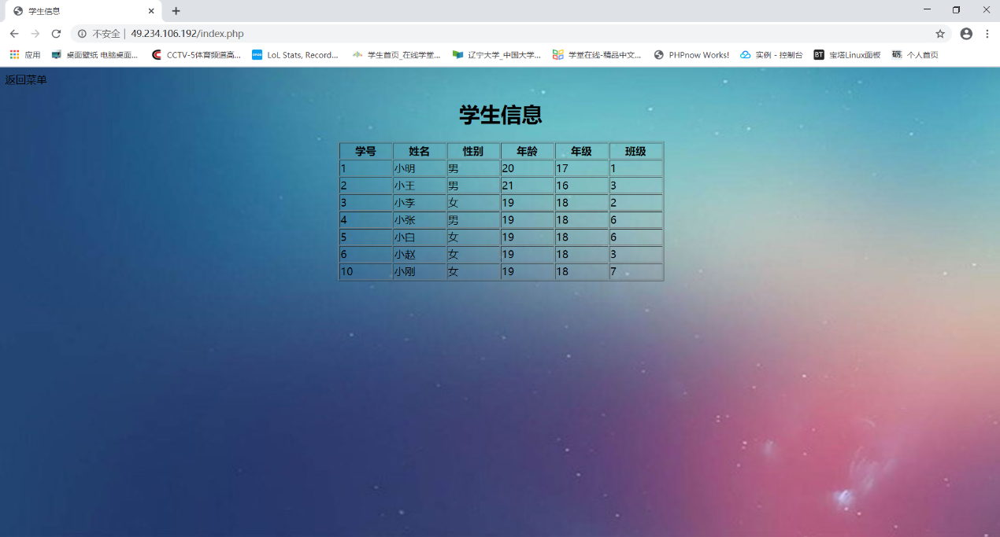 学生信息
不安全 | 49.234.106.192/index.php
应用 桌面壁纸 电脑桌面... CCTV-5体育频道高... LoL Stats, Record... 学生首页_在线学堂... 辽宁大学_中国大学... 学堂在线-精品中文... PHPnow Works! 实例 - 控制台 BT 宝塔Linux面板 个人首页
返回菜单
学生信息
学号 姓名 性别 年龄 年级 班级
1 小明 男 20 17 1
2 小王 男 21 16 3
3 小李 女 19 18 2
4 小张 男 19 18 6
5 小白 女 19 18 6
6 小赵 女 19 18 3
10 小刚 女 19 18 7